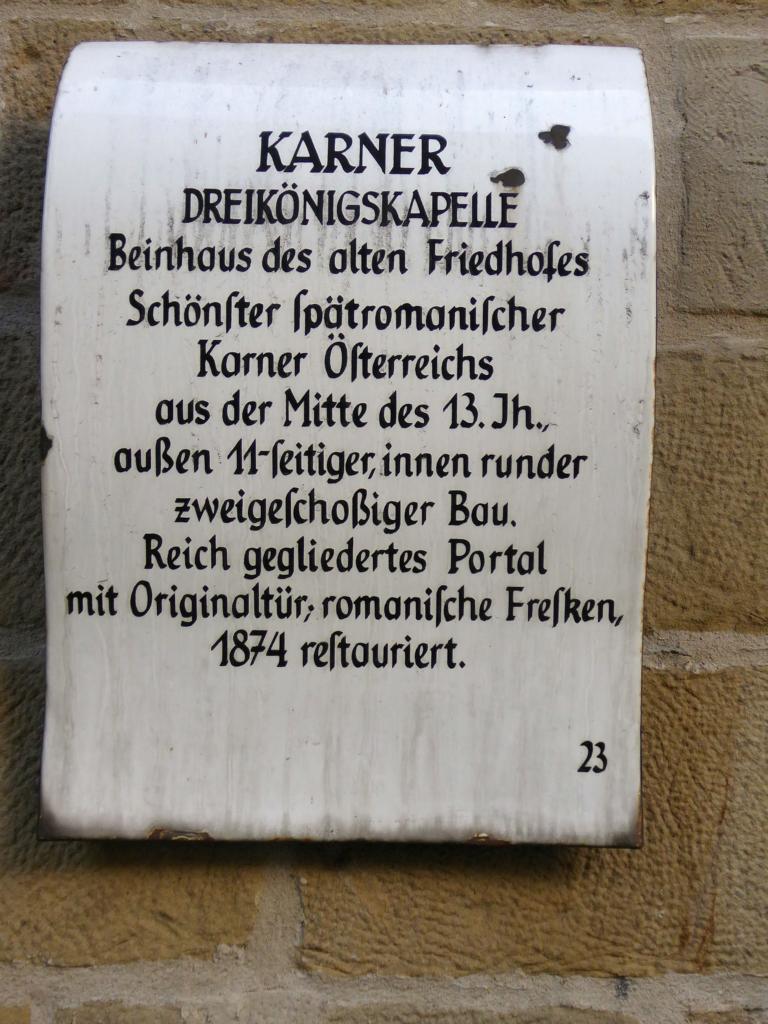 KARNER
DREIKÖNIGSKAPELLE
Beinhaus des alten Friedhofes
Schönſter ſpätromaniſcher
Karner Öſterreichs
aus der Mitte des 13. Jh.,
außen 11-ſeitiger, innen runder
zweigeſchoßiger Bau.
Reich gegliedertes Portal
mit Originaltür; romaniſche Freſken,
1874 reſtauriert.
23